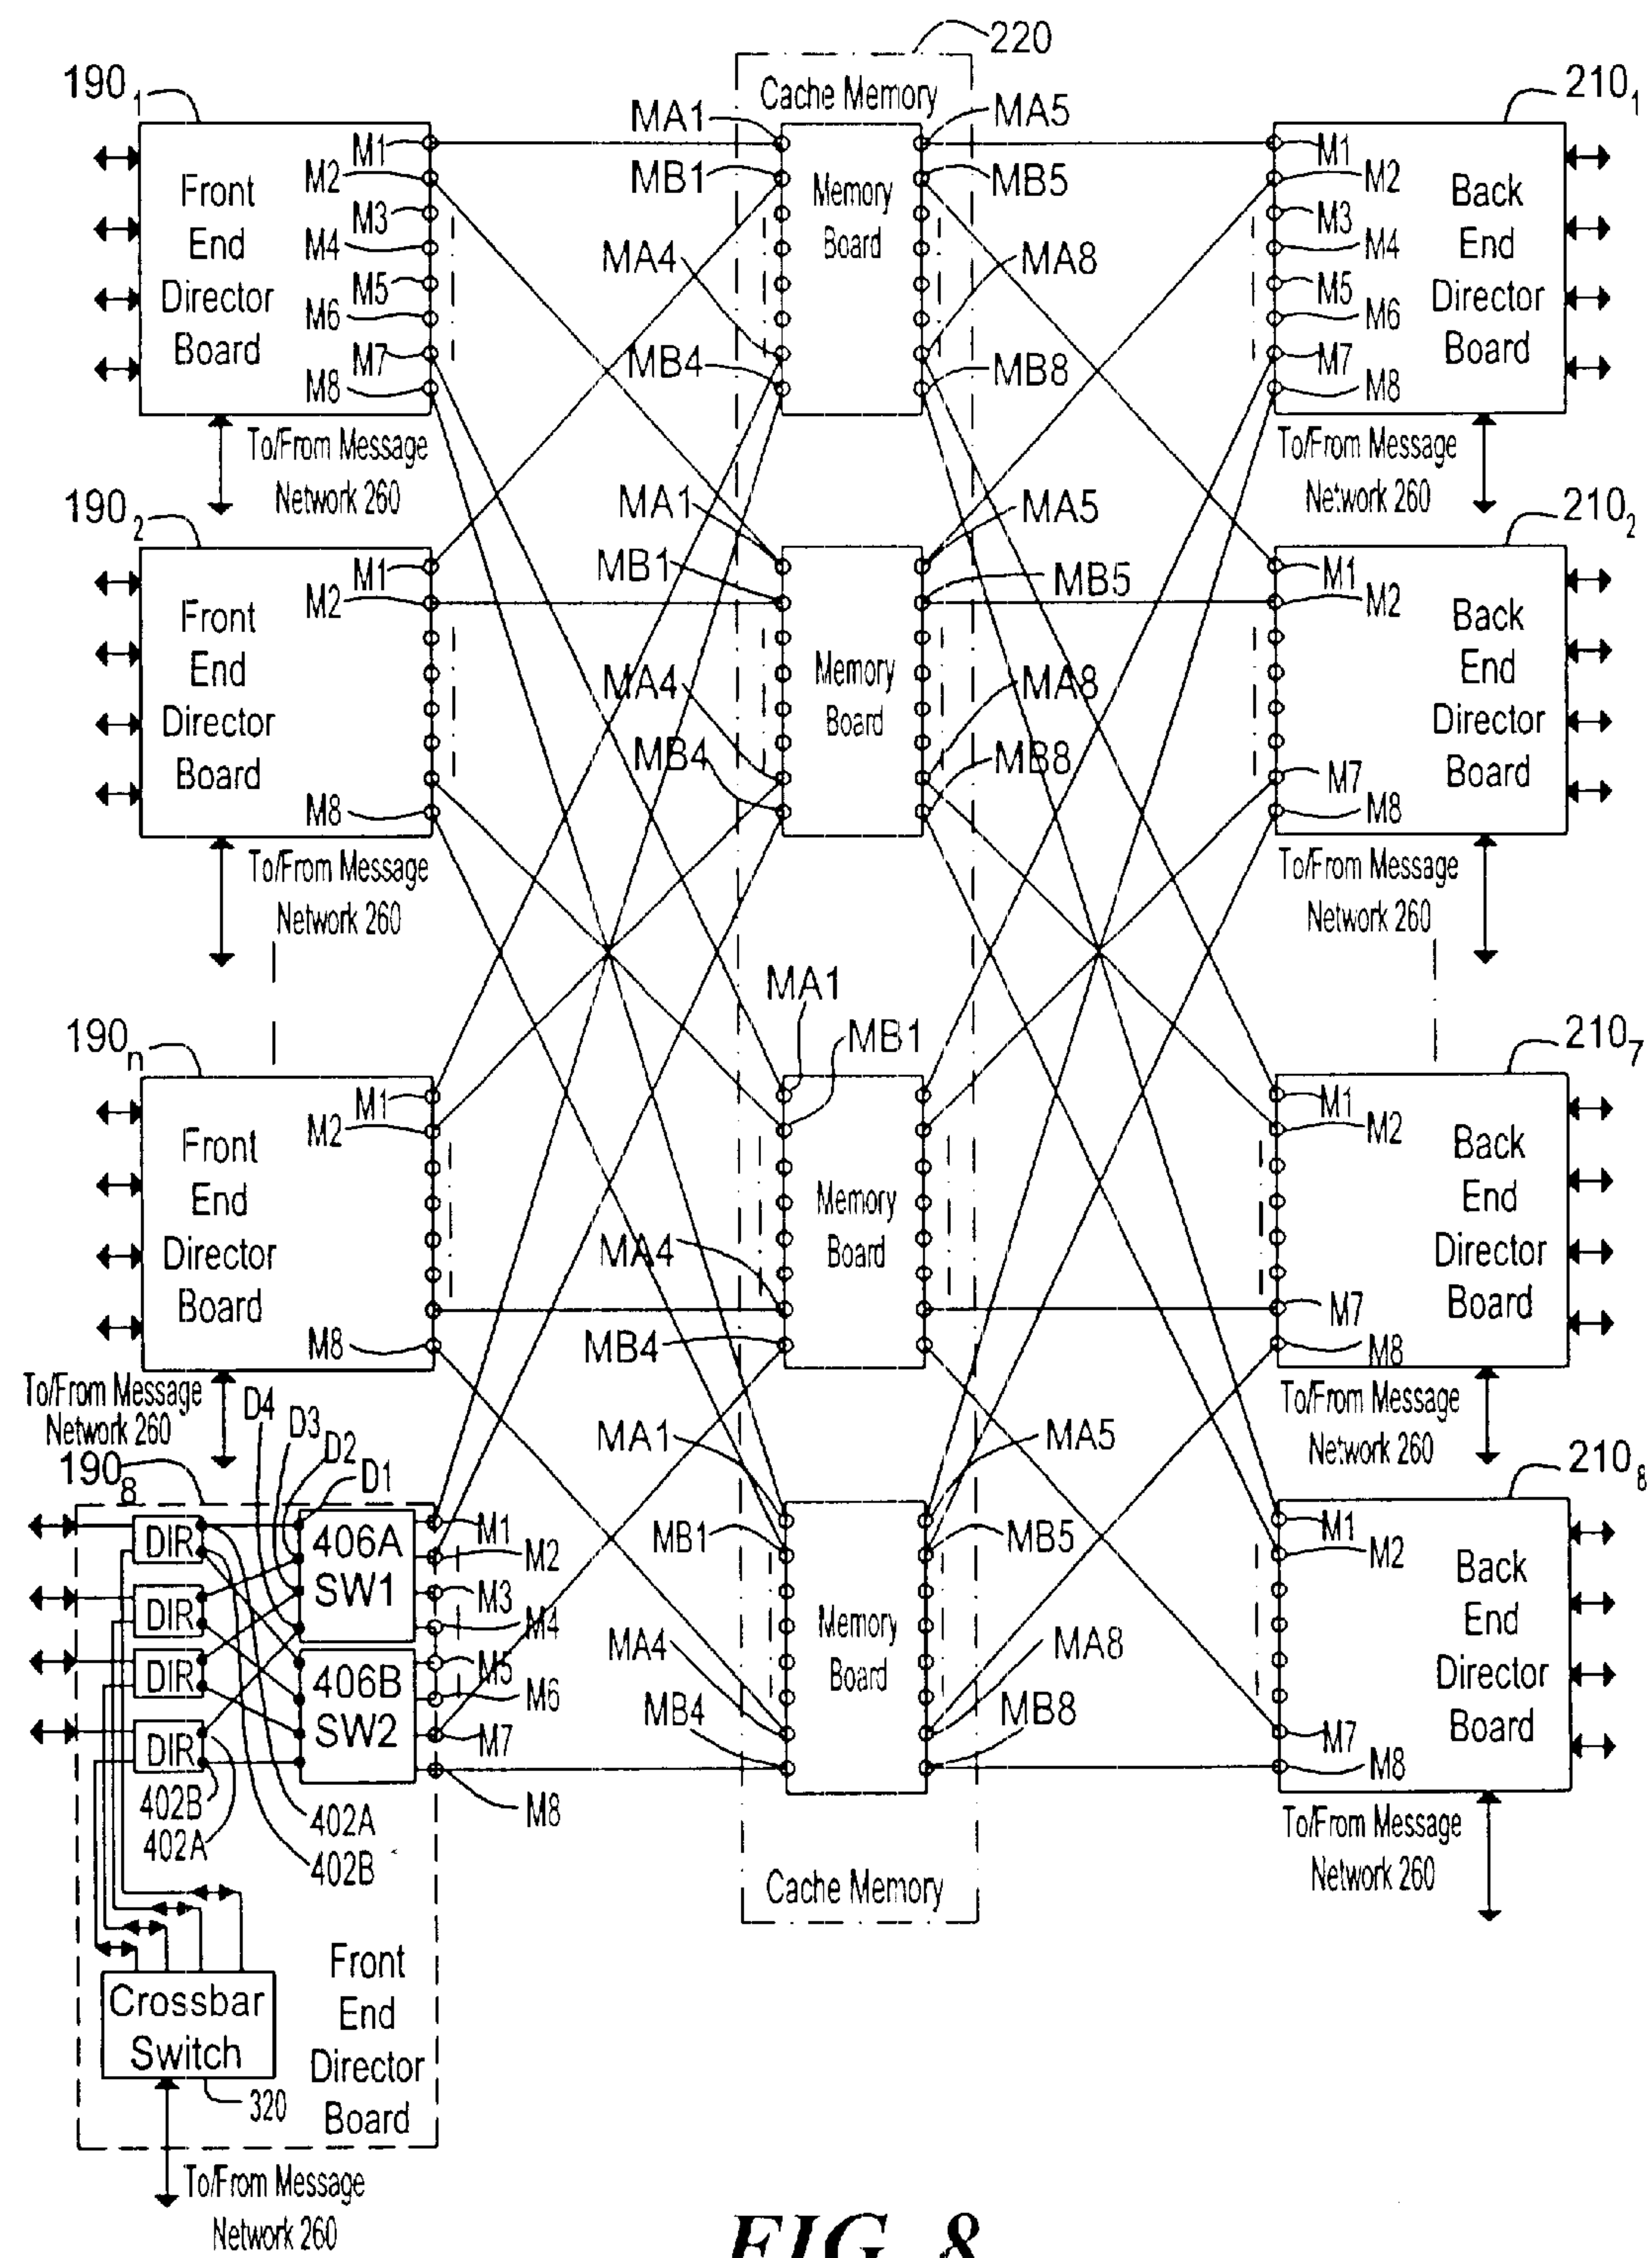 220
Cache Memory
190 1
M1
M2
M3
M4
M5
M6
M7
M8
Front
End
Director
Board
To/From Message
Network 260
MA1
MB1
MA4
MB4
Memory
Board
MA5
MB5
MA8
MB8
210 1
M1
M2
M3
M4
M5
M6
M7
M8
Back
End
Director
Board
To/From Message
Network 260
190 2
M1
M2
M8
Front
End
Director
Board
To/From Message
Network 260
MA1
MB1
MA4
MB4
Memory
Board
MA5
MB5
MA8
MB8
210 2
M1
M2
M7
M8
Back
End
Director
Board
To/From Message
Network 260
190 n
M1
M2
M8
Front
End
Director
Board
To/From Message
Network 260
MA1
MB1
MA4
MB4
Memory
Board
210 7
M1
M2
M7
M8
Back
End
Director
Board
To/From Message
Network 260
190 8
D4
D3
D2
D1
DIR
DIR
DIR
DIR
406A
SW1
406B
SW2
M1
M2
M3
M4
M5
M6
M7
M8
402B
402A
402A
402B
Crossbar
Switch
320
Front
End
Director
Board
To/From Message
Network 260
MA1
MB1
MA4
MB4
Memory
Board
MA5
MB5
MA8
MB8
Cache Memory
210 8
M1
M2
M7
M8
Back
End
Director
Board
To/From Message
Network 260
FIG. 8